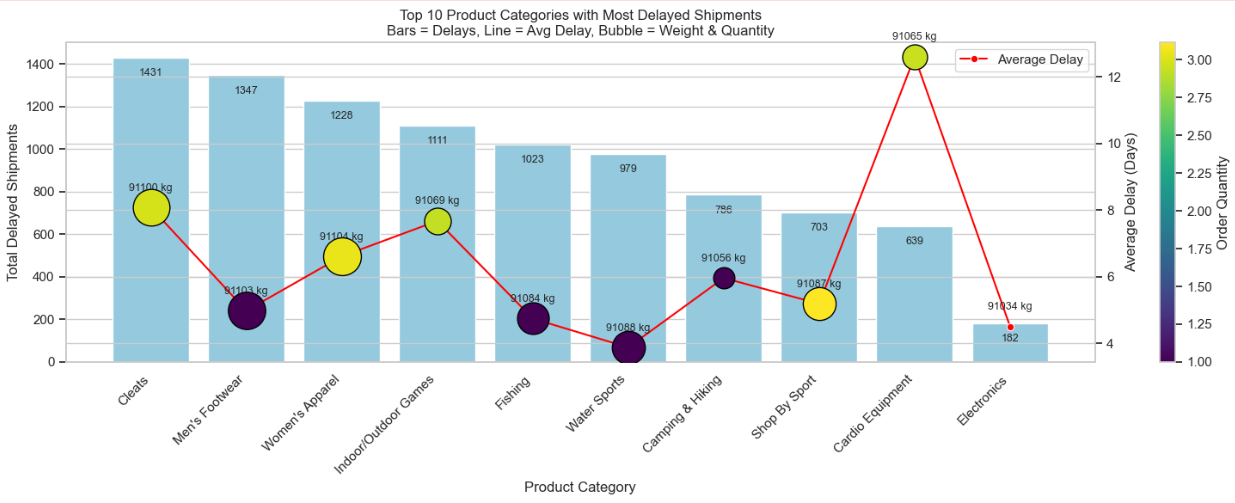 Top 10 Product Categories with Most Delayed Shipments
Bars = Delays, Line = Avg Delay, Bubble = Weight & Quantity
Total Delayed Shipments
1400
1200
1000
800
600
400
200
0
1431
1347
1228
1111
1023
979
786
703
639
182
91100 kg
91103 kg
91104 kg
91069 kg
91084 kg
91088 kg
91056 kg
91087 kg
91065 kg
91034 kg
Average Delay
12
10
8
6
4
Average Delay (Days)
3.00
2.75
2.50
2.25
2.00
1.75
1.50
1.25
1.00
Order Quantity
Cleats
Men's Footwear
Women's Apparel
Indoor/Outdoor Games
Fishing
Water Sports
Camping & Hiking
Shop By Sport
Cardio Equipment
Electronics
Product Category